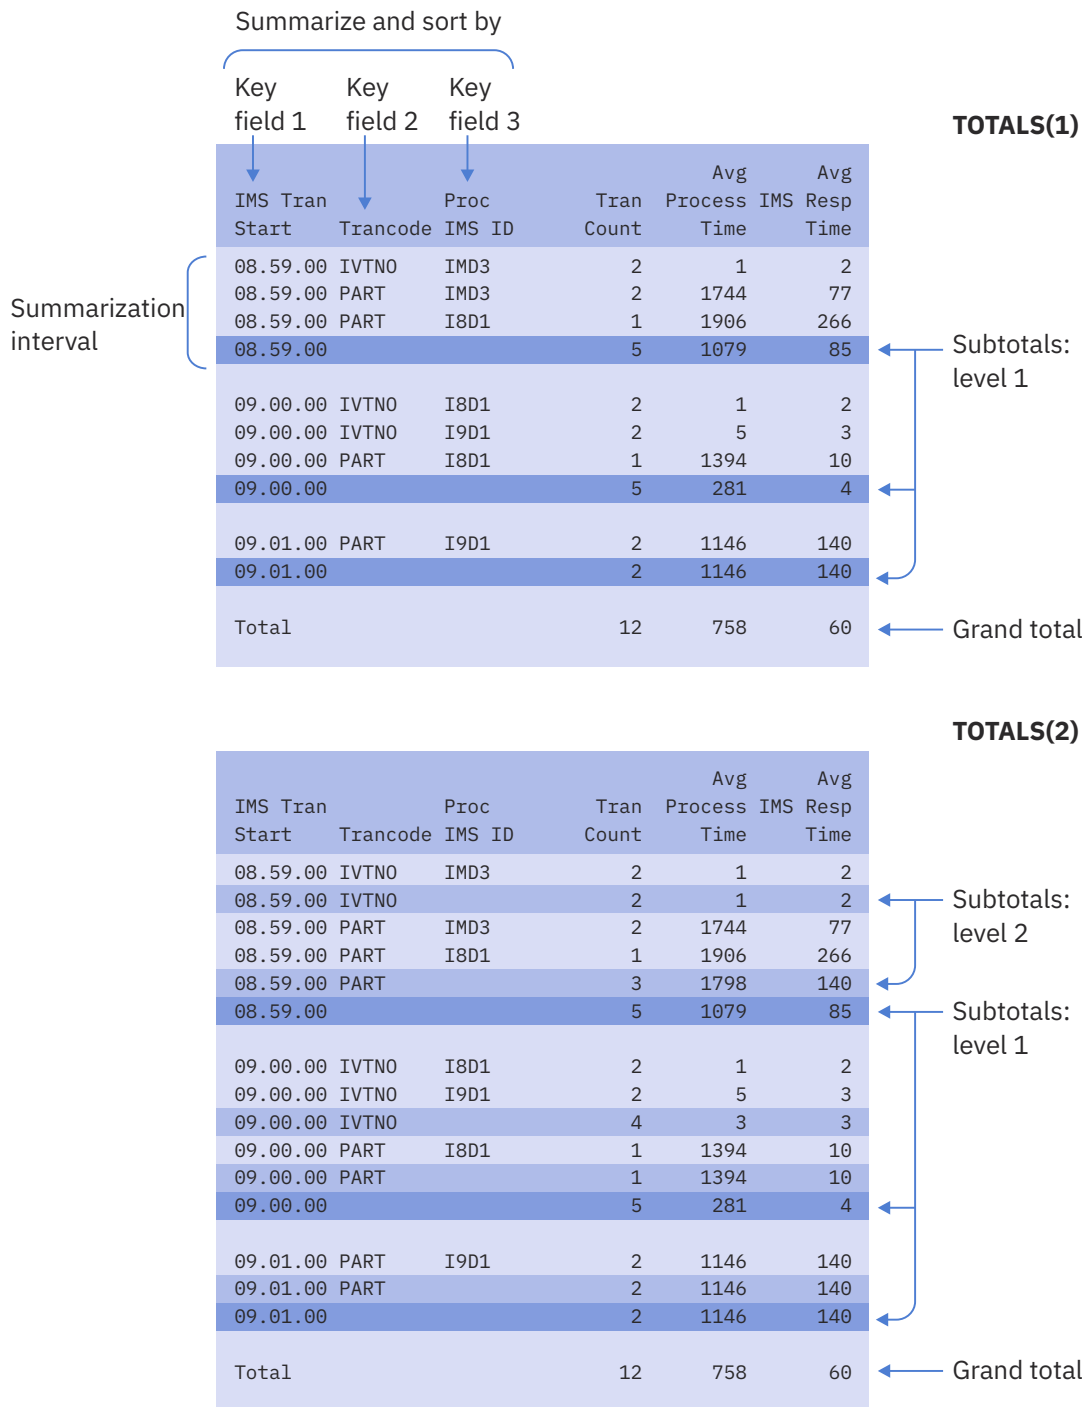 Summarize and sort by
Key field 1
Key field 2
Key field 3
TOTALS(1)
Avg Avg
IMS Tran Proc Tran Process IMS Resp
Start Trancode IMS ID Count Time Time
08.59.00 IVTNO IMD3 2 1 2
08.59.00 PART IMD3 2 1744 77
08.59.00 PART I8D1 1 1906 266
08.59.00 5 1079 85
Summarization
interval
Subtotals:
level 1
09.00.00 IVTNO I8D1 2 1 2
09.00.00 IVTNO I9D1 2 5 3
09.00.00 PART I8D1 1 1394 10
09.00.00 5 281 4
09.01.00 PART I9D1 2 1146 140
09.01.00 2 1146 140
Total 12 758 60
Grand total
TOTALS(2)
Avg Avg
IMS Tran Proc Tran Process IMS Resp
Start Trancode IMS ID Count Time Time
08.59.00 IVTNO IMD3 2 1 2
08.59.00 IVTNO 2 1 2
08.59.00 PART IMD3 2 1744 77
08.59.00 PART I8D1 1 1906 266
08.59.00 PART 3 1798 140
08.59.00 5 1079 85
Subtotals:
level 2
Subtotals:
level 1
09.00.00 IVTNO I8D1 2 1 2
09.00.00 IVTNO I9D1 2 5 3
09.00.00 IVTNO 4 3 3
09.00.00 PART I8D1 1 1394 10
09.00.00 PART 1 1394 10
09.00.00 5 281 4
09.01.00 PART I9D1 2 1146 140
09.01.00 PART 2 1146 140
09.01.00 2 1146 140
Total 12 758 60
Grand total